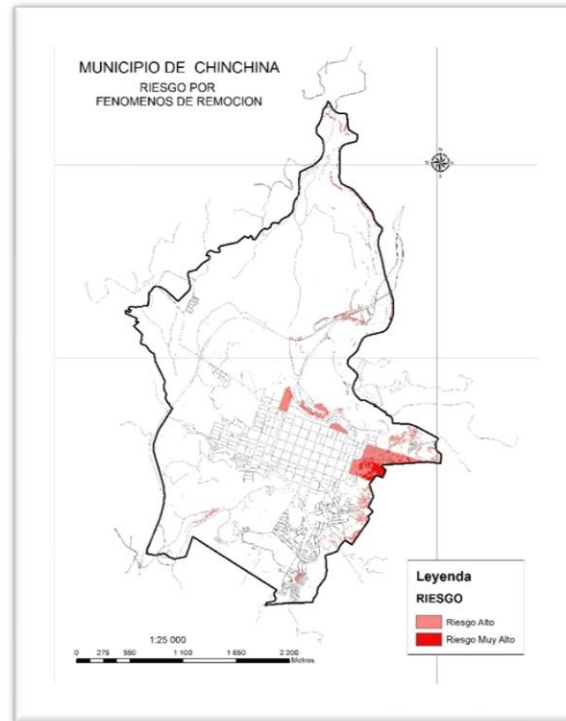 MUNICIPIO DE CHINCHINA
RIESGO POR
FENOMENOS DE REMOCION
Leyenda
RIESGO
Riesgo Alto
Riesgo Muy Alto
1:25 000
0 275 550 1 100 1 650 2 200
Metros